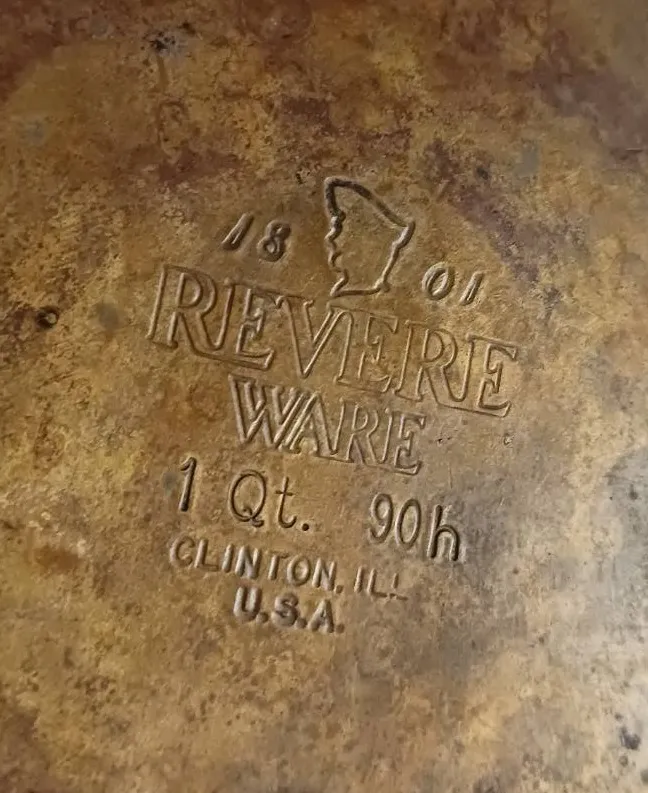 18 01
REVERE
WARE
1 Qt. 90h
CLINTON, ILL
U.S.A.